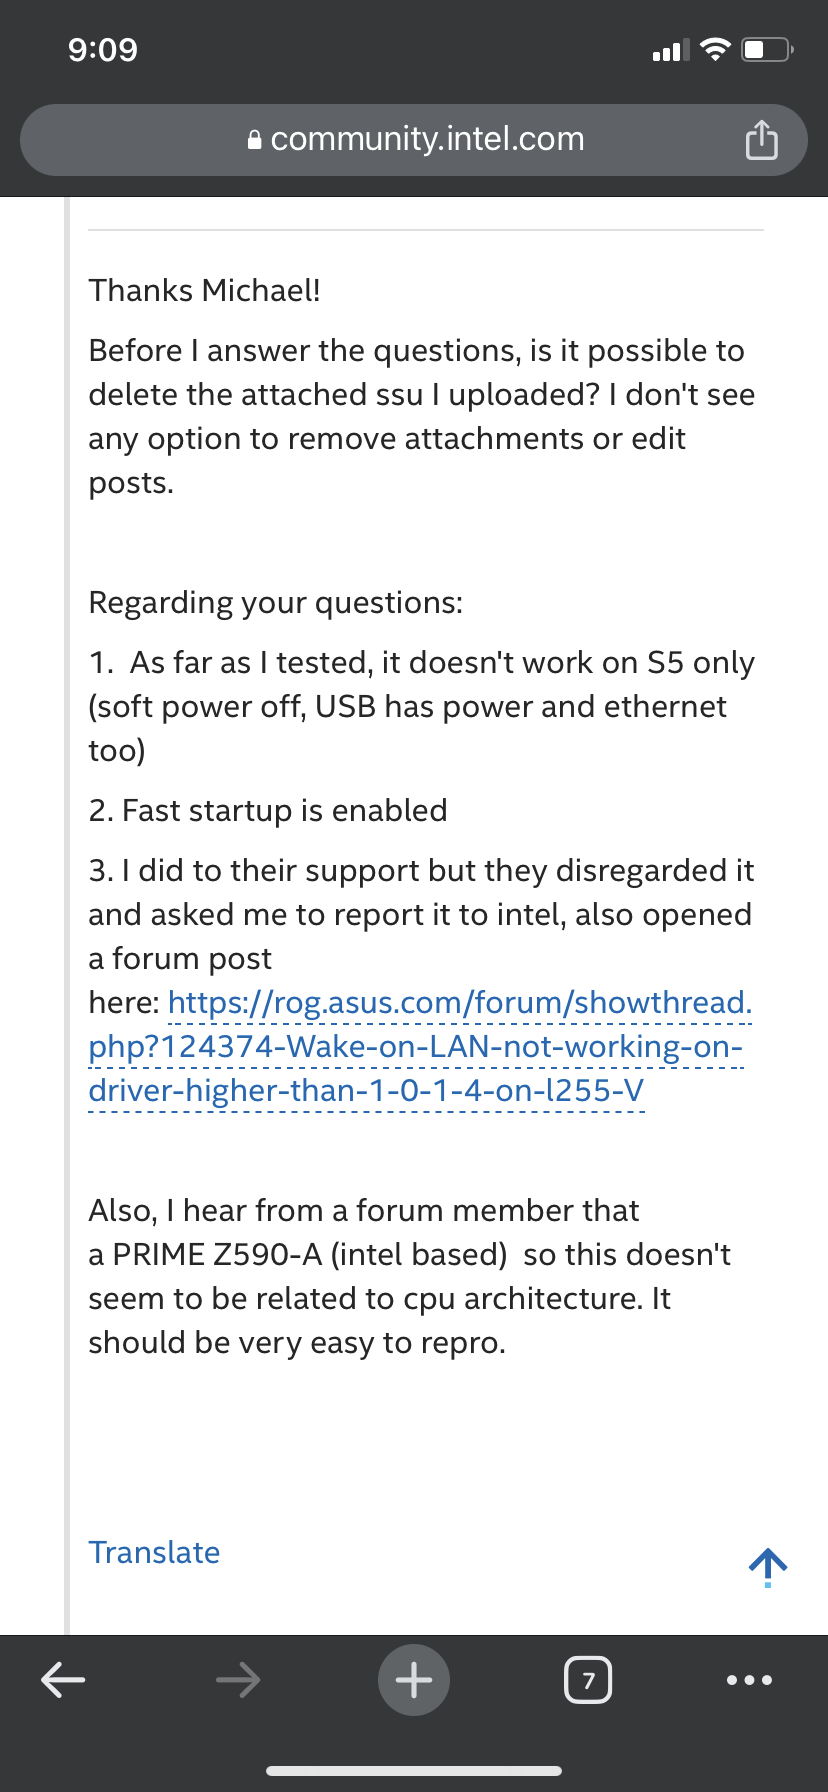 9:09
community.intel.com
Thanks Michael!
Before I answer the questions, is it possible to
delete the attached ssu I uploaded? I don't see
any option to remove attachments or edit
posts.
Regarding your questions:
1.  As far as I tested, it doesn't work on S5 only
(soft power off, USB has power and ethernet
too)
2. Fast startup is enabled
3. I did to their support but they disregarded it
and asked me to report it to intel, also opened
a forum post
here: https://rog.asus.com/forum/showthread.
php?124374-Wake-on-LAN-not-working-on-
driver-higher-than-1-0-1-4-on-l255-V
Also, I hear from a forum member that
a PRIME Z590-A (intel based)  so this doesn't
seem to be related to cpu architecture. It
should be very easy to repro.
Translate
7